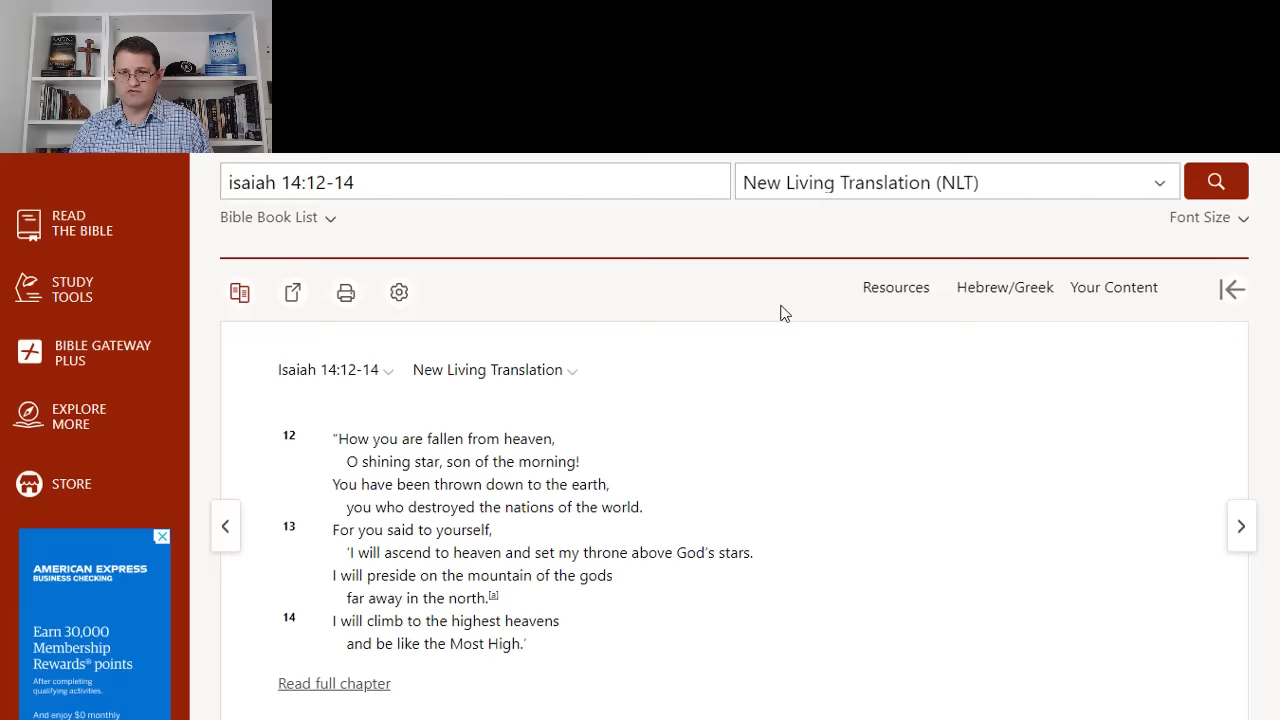 isaiah 14:12-14
New Living Translation (NLT)
Bible Book List
Font Size
READ
THE BIBLE
STUDY
TOOLS
BIBLE GATEWAY
PLUS
EXPLORE
MORE
STORE
AMERICAN EXPRESS
BUSINESS CHECKING
Earn 30,000
Membership
Rewards® points
After completing
qualifying activities.
And enjoy $0 monthly
Resources
Hebrew/Greek
Your Content
Isaiah 14:12-14
New Living Translation
12 “How you are fallen from heaven,
O shining star, son of the morning!
You have been thrown down to the earth,
you who destroyed the nations of the world.
13 For you said to yourself,
‘I will ascend to heaven and set my throne above God’s stars.
I will preside on the mountain of the gods
far away in the north.[a]
14 I will climb to the highest heavens
and be like the Most High.’
Read full chapter